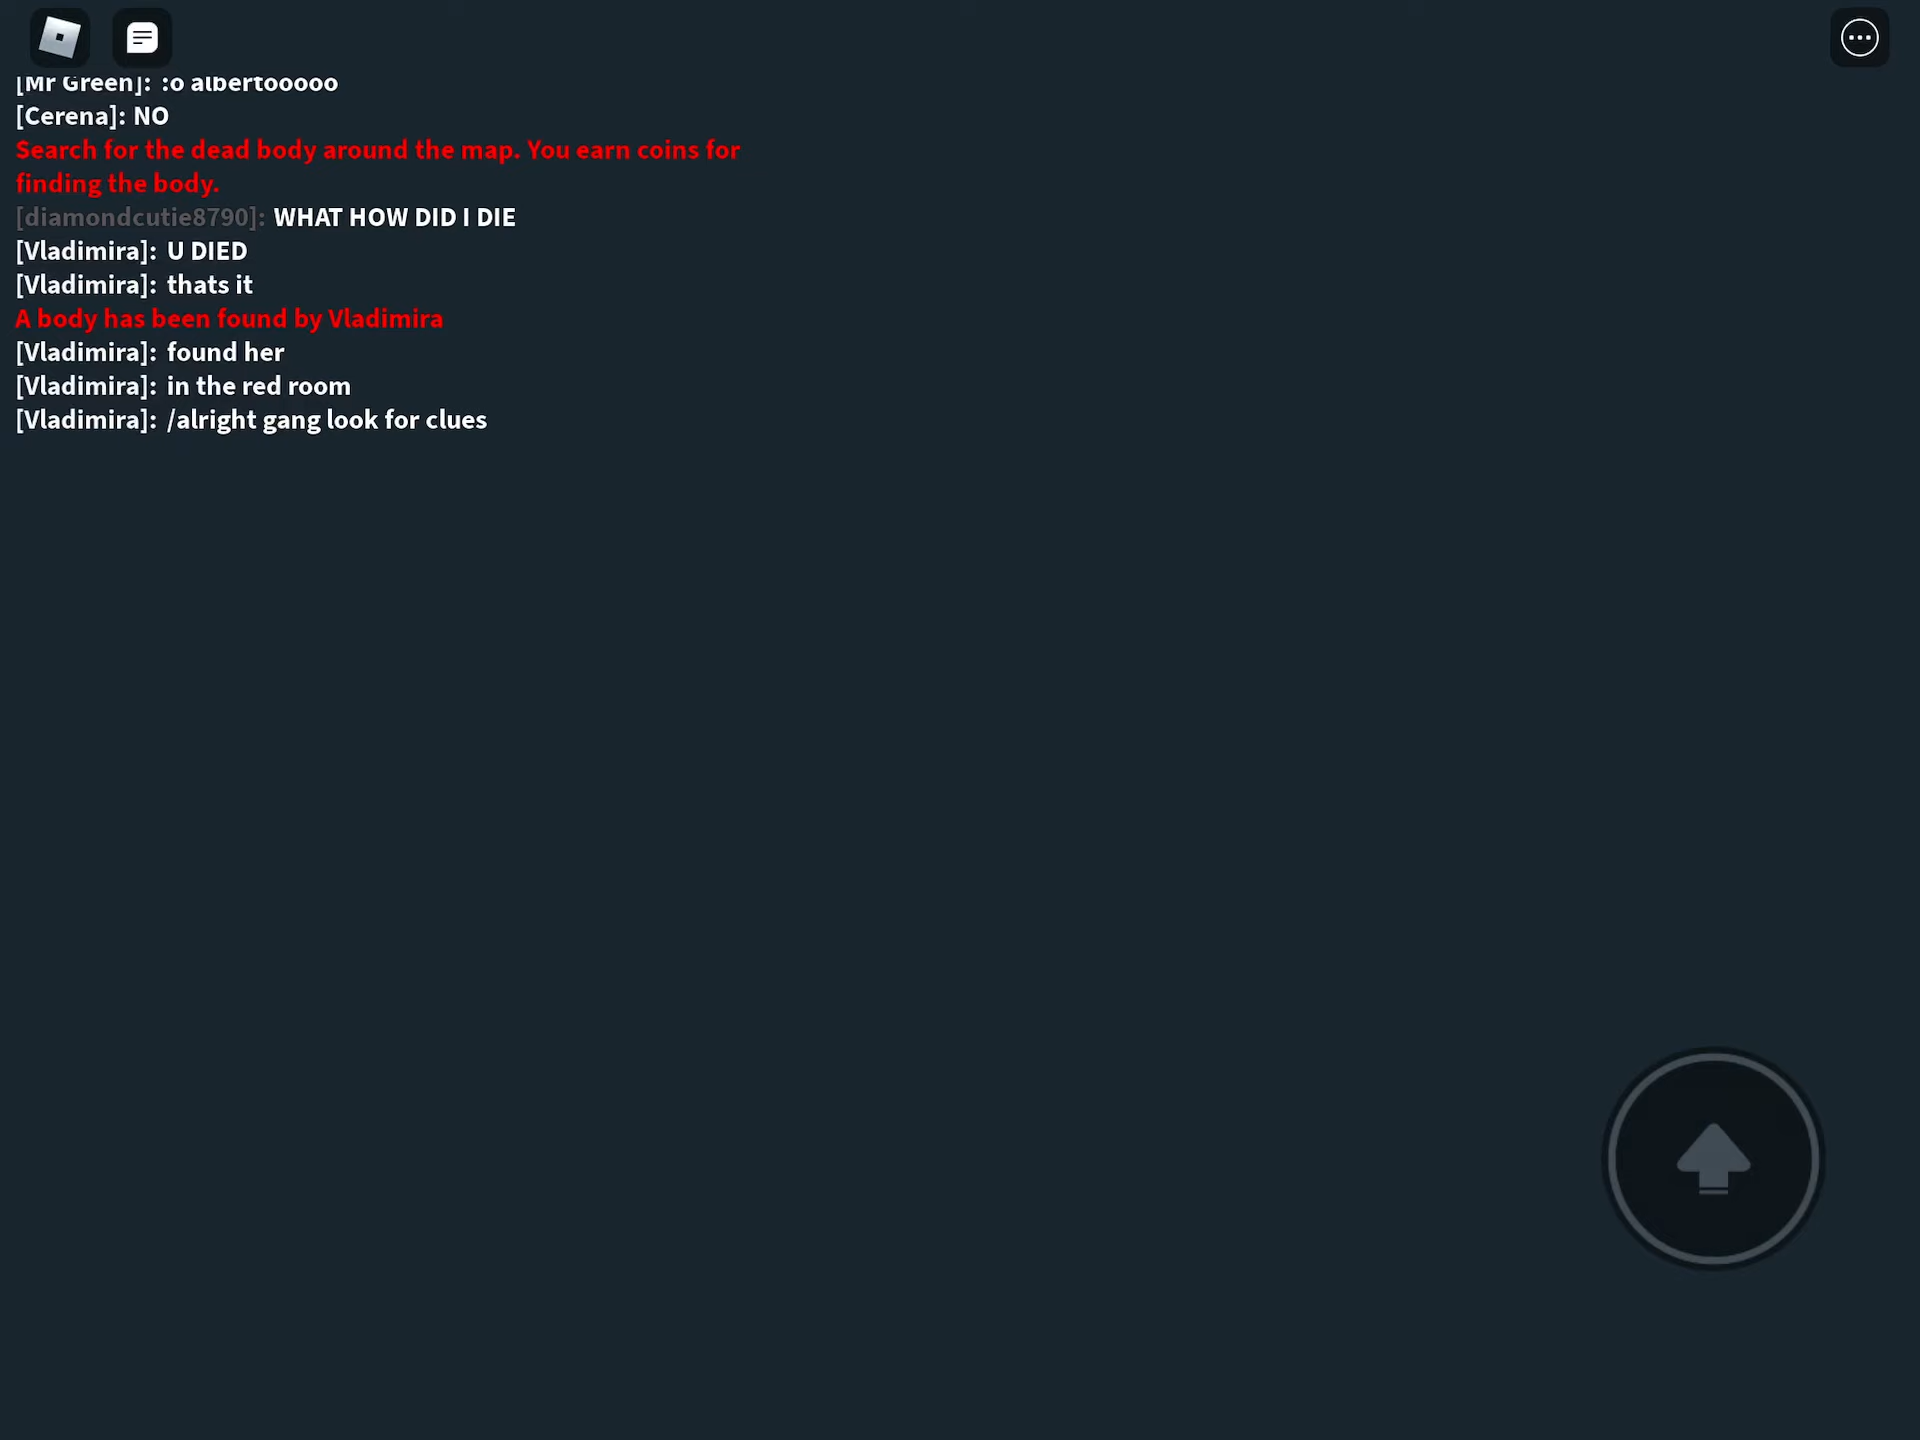 [Mr Green]: :o albertooooo
[Cerena]: NO
Search for the dead body around the map. You earn coins for
finding the body.
[diamondcutie8790]: WHAT HOW DID I DIE
[Vladimira]: U DIED
[Vladimira]: thats it
A body has been found by Vladimira
[Vladimira]: found her
[Vladimira]: in the red room
[Vladimira]: /alright gang look for clues